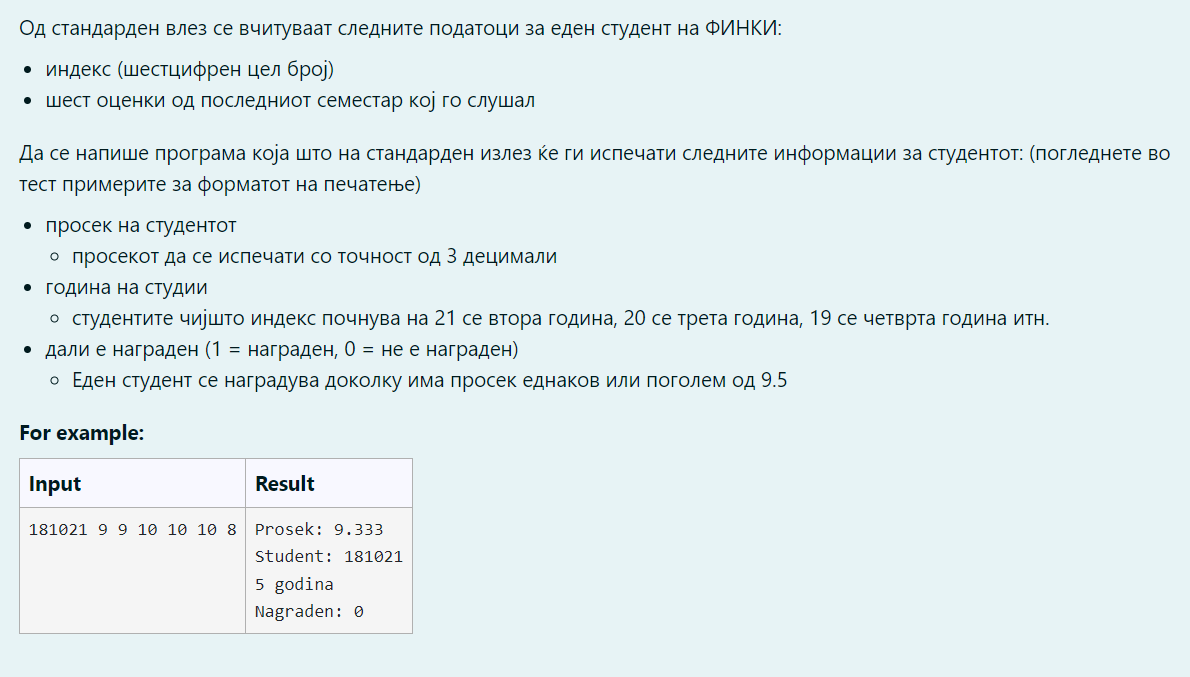 Од стандарден влез се вчитуваат следните податоци за еден студент на ФИНКИ:
• индекс (шестцифрен цел број)
• шест оценки од последниот семестар кој го слушал
Да се напише програма која што на стандарден излез ќе ги испечати следните информации за студентот: (погледнете во
тест примерите за форматот на печатење)
• просек на студентот
◦ просекот да се испечати со точност од 3 децимали
• година на студии
◦ студентите чијшто индекс почнува на 21 се втора година, 20 се трета година, 19 се четврта година итн.
• дали е награден (1 = награден, 0 = не е награден)
◦ Еден студент се наградува доколку има просек еднаков или поголем од 9.5
For example:
Input Result
181021 9 9 10 10 10 8 Prosek: 9.333
Student: 181021
5 godina
Nagraden: 0